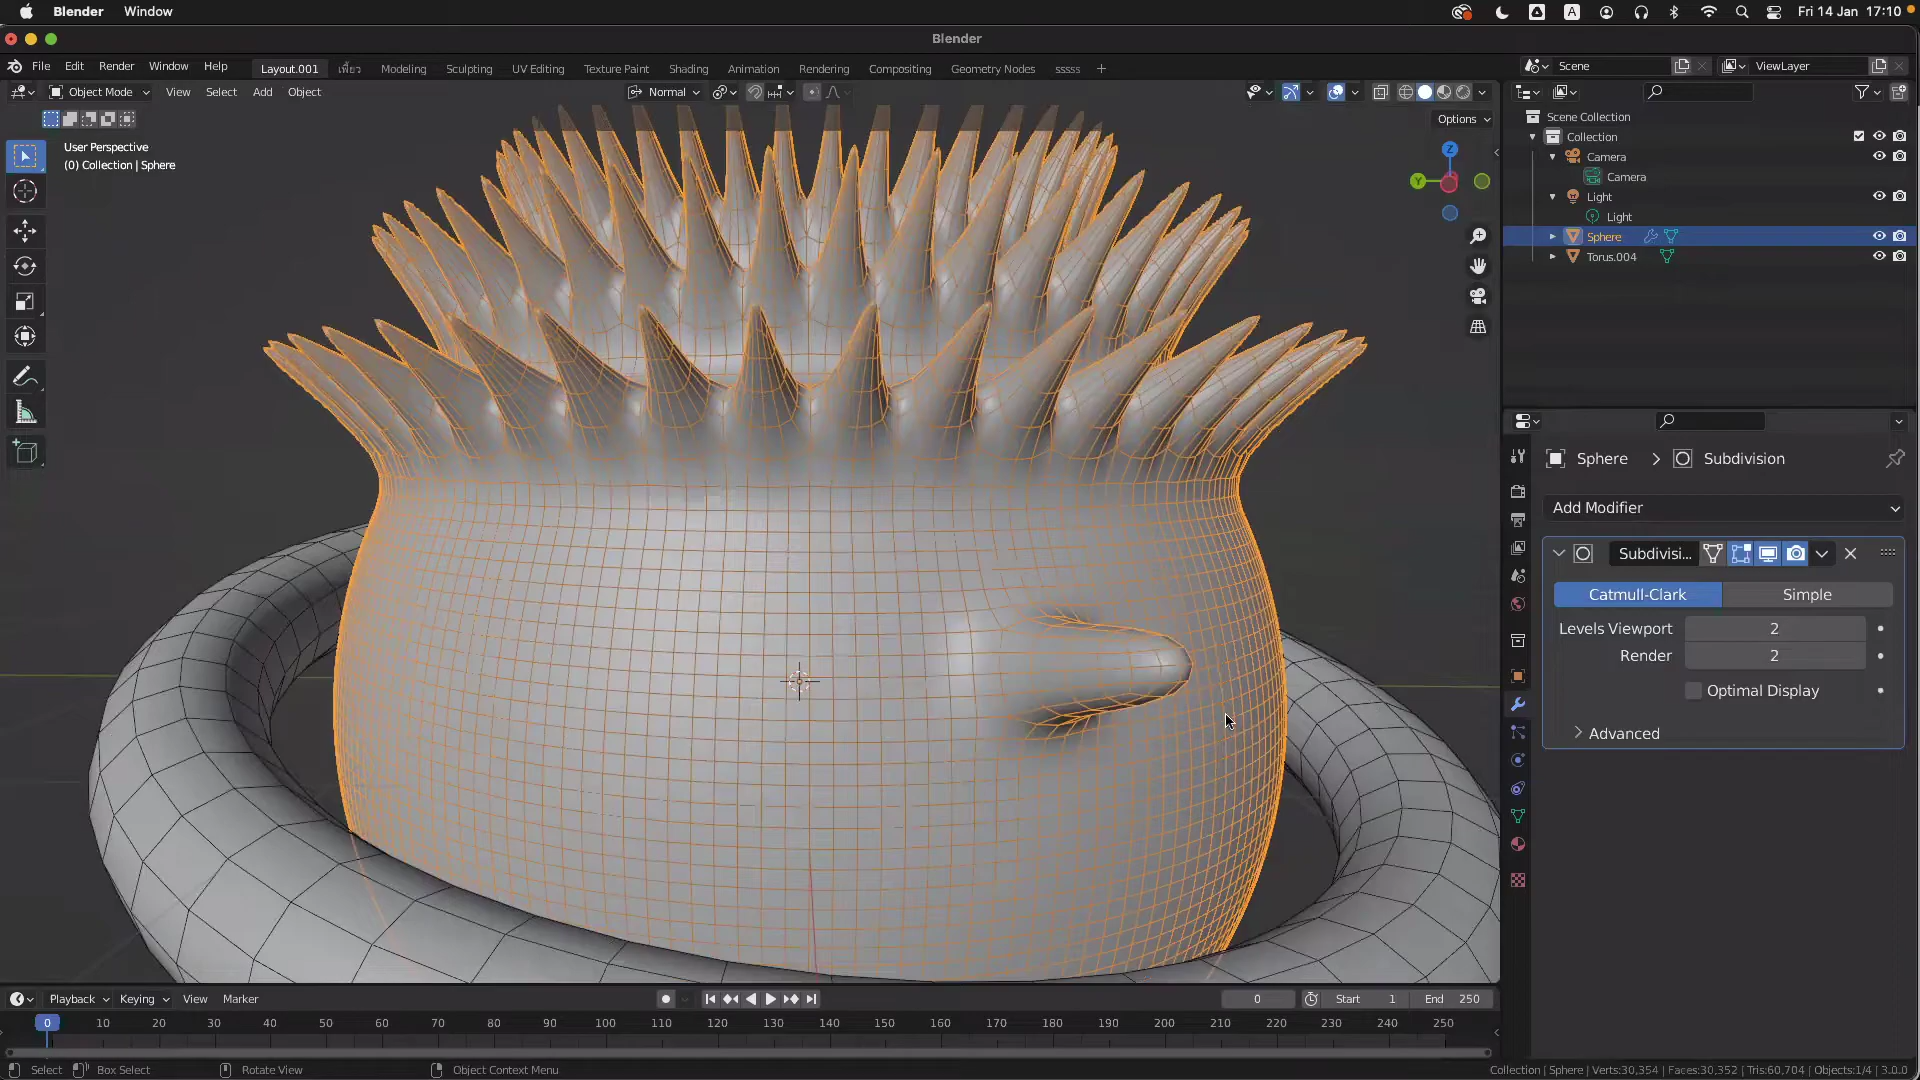 Blender Window
Fri 14 Jan 17:10
Blender
File Edit Render Window Help
Layout.001 เพี้ยว Modeling Sculpting UV Editing Texture Paint Shading Animation Rendering Compositing Geometry Nodes sssss +
Scene
ViewLayer
Object Mode View Select Add Object
Normal
Options
User Perspective
(0) Collection | Sphere
Z
Y
Scene Collection
Collection
Camera
Camera
Light
Light
Sphere
Torus.004
Sphere > Subdivision
Add Modifier
Subdivisi...
Catmull-Clark Simple
Levels Viewport 2
Render 2
Optimal Display
Advanced
Playback Keying View Marker
0 Start 1 End 250
0 10 20 30 40 50 60 70 80 90 100 110 120 130 140 150 160 170 180 190 200 210 220 230 240 250
Select Box Select Rotate View Object Context Menu
Collection | Sphere | Verts:30,354 | Faces:30,352 | Tris:60,704 | Objects:1/4 | 3.0.0